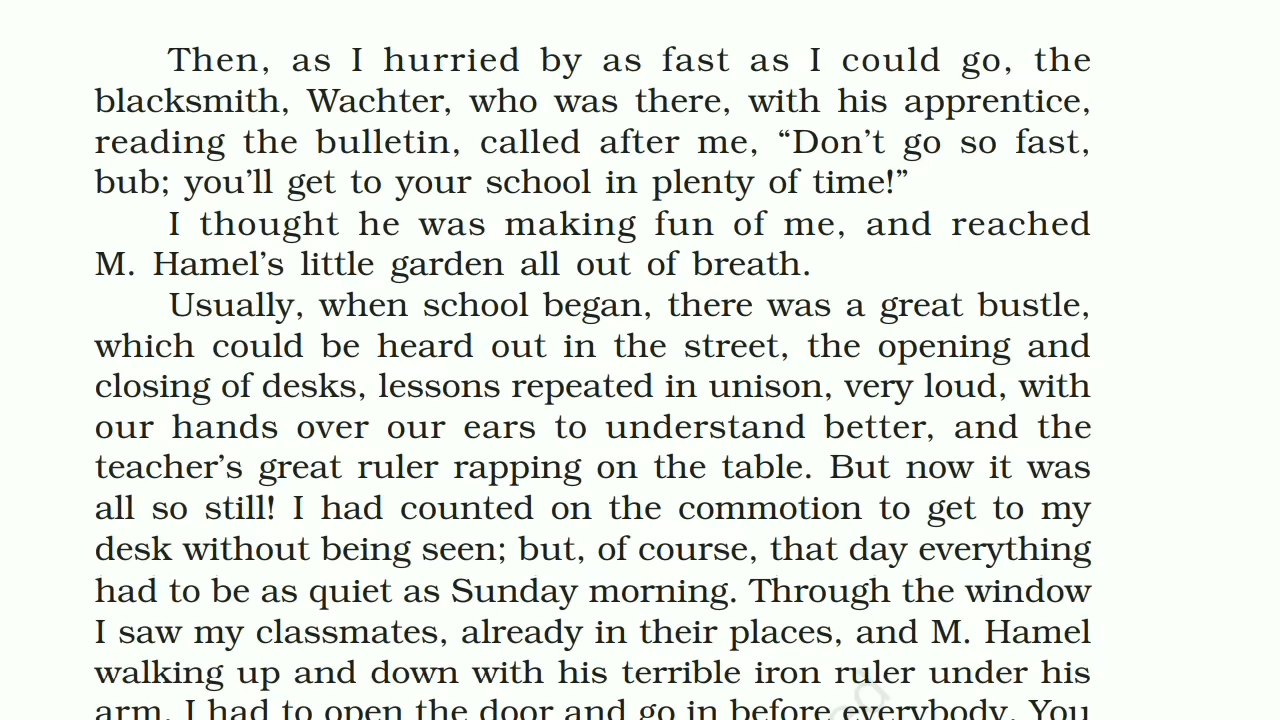 Then, as I hurried by as fast as I could go, the
blacksmith, Wachter, who was there, with his apprentice,
reading the bulletin, called after me, “Don’t go so fast,
bub; you’ll get to your school in plenty of time!”
I thought he was making fun of me, and reached
M. Hamel’s little garden all out of breath.
Usually, when school began, there was a great bustle,
which could be heard out in the street, the opening and
closing of desks, lessons repeated in unison, very loud, with
our hands over our ears to understand better, and the
teacher’s great ruler rapping on the table. But now it was
all so still! I had counted on the commotion to get to my
desk without being seen; but, of course, that day everything
had to be as quiet as Sunday morning. Through the window
I saw my classmates, already in their places, and M. Hamel
walking up and down with his terrible iron ruler under his
arm. I had to open the door and go in before everybody. You